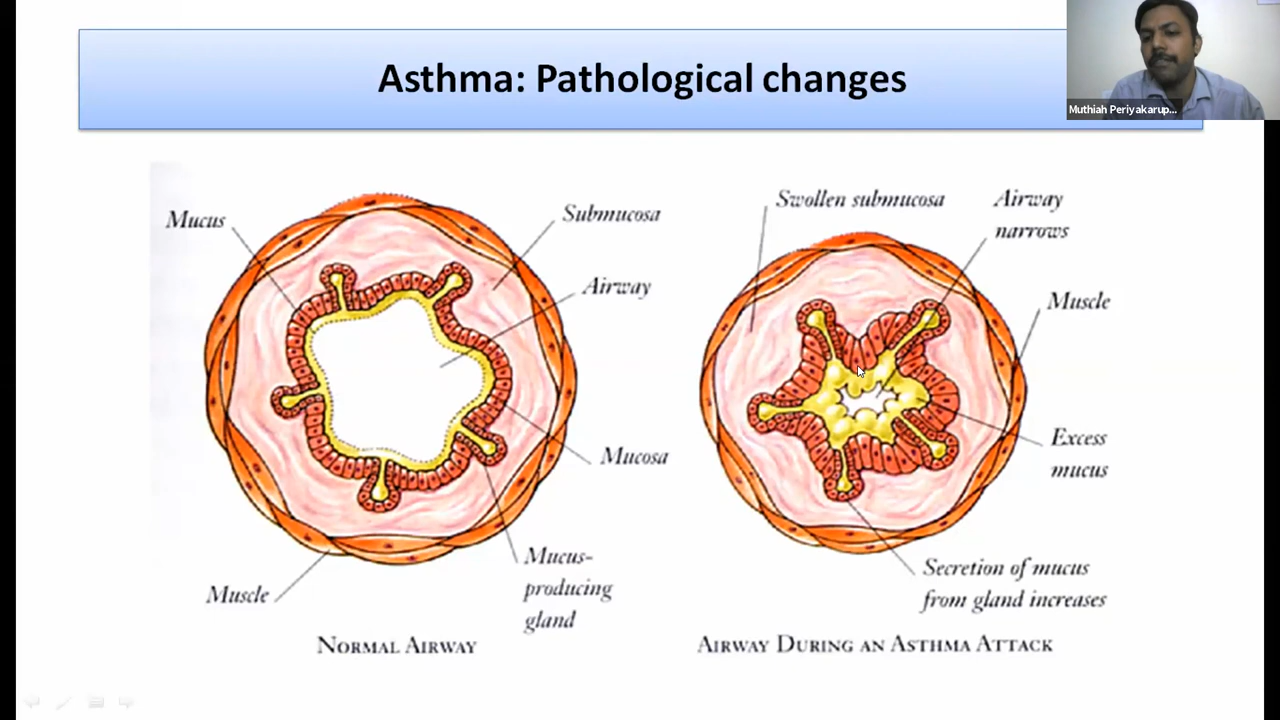 Asthma: Pathological changes
Muthiah Periyakarup...
Mucus
Submucosa
Airway
Mucosa
Mucus-
producing
gland
Muscle
NORMAL AIRWAY
Swollen submucosa
Airway
narrows
Muscle
Excess
mucus
Secretion of mucus
from gland increases
AIRWAY DURING AN ASTHMA ATTACK